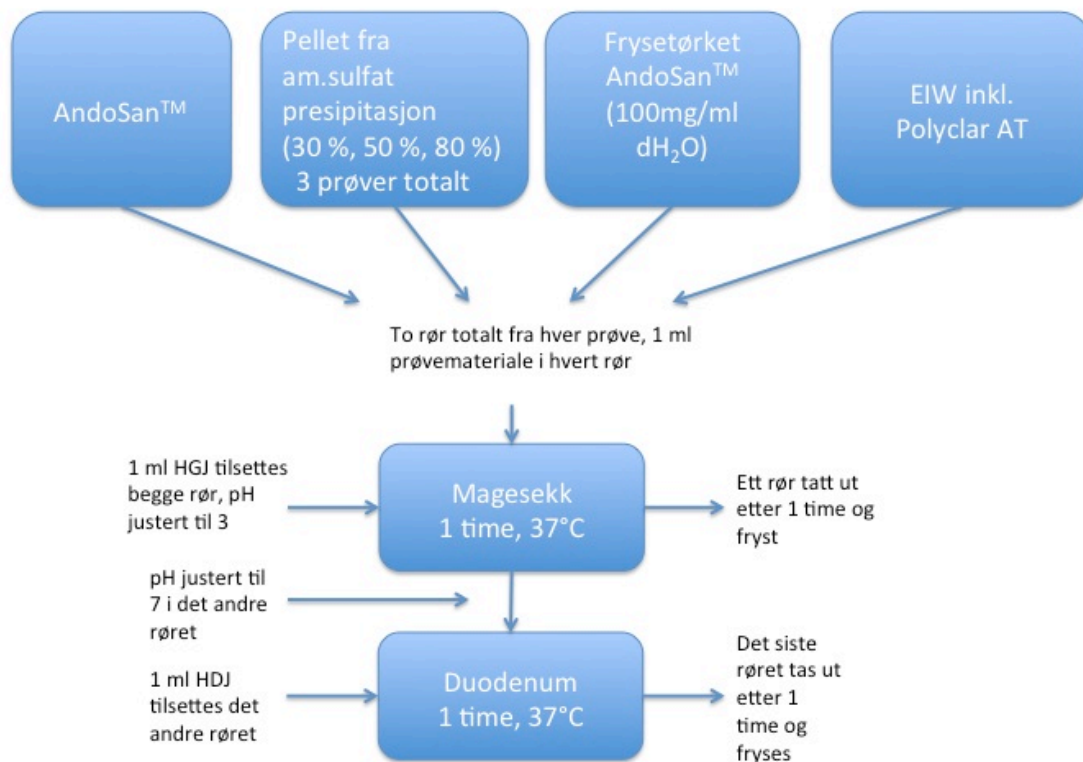 AndoSan™
Pellet fra
am.sulfat
presipitasjon
(30 %, 50 %, 80 %)
3 prøver totalt
Frysetørket
AndoSan™
(100mg/ml
dH₂O)
EIW inkl.
Polyclar AT
To rør totalt fra hver prøve, 1 ml
prøvemateriale i hvert rør
1 ml HGJ tilsettes
begge rør, pH
justert til 3
Magesekk
1 time, 37°C
Ett rør tatt ut
etter 1 time og
fryst
pH justert til
7 i det andre
røret
1 ml HDJ
tilsettes det
andre røret
Duodenum
1 time, 37°C
Det siste
røret tas ut
etter 1
time og
fryses